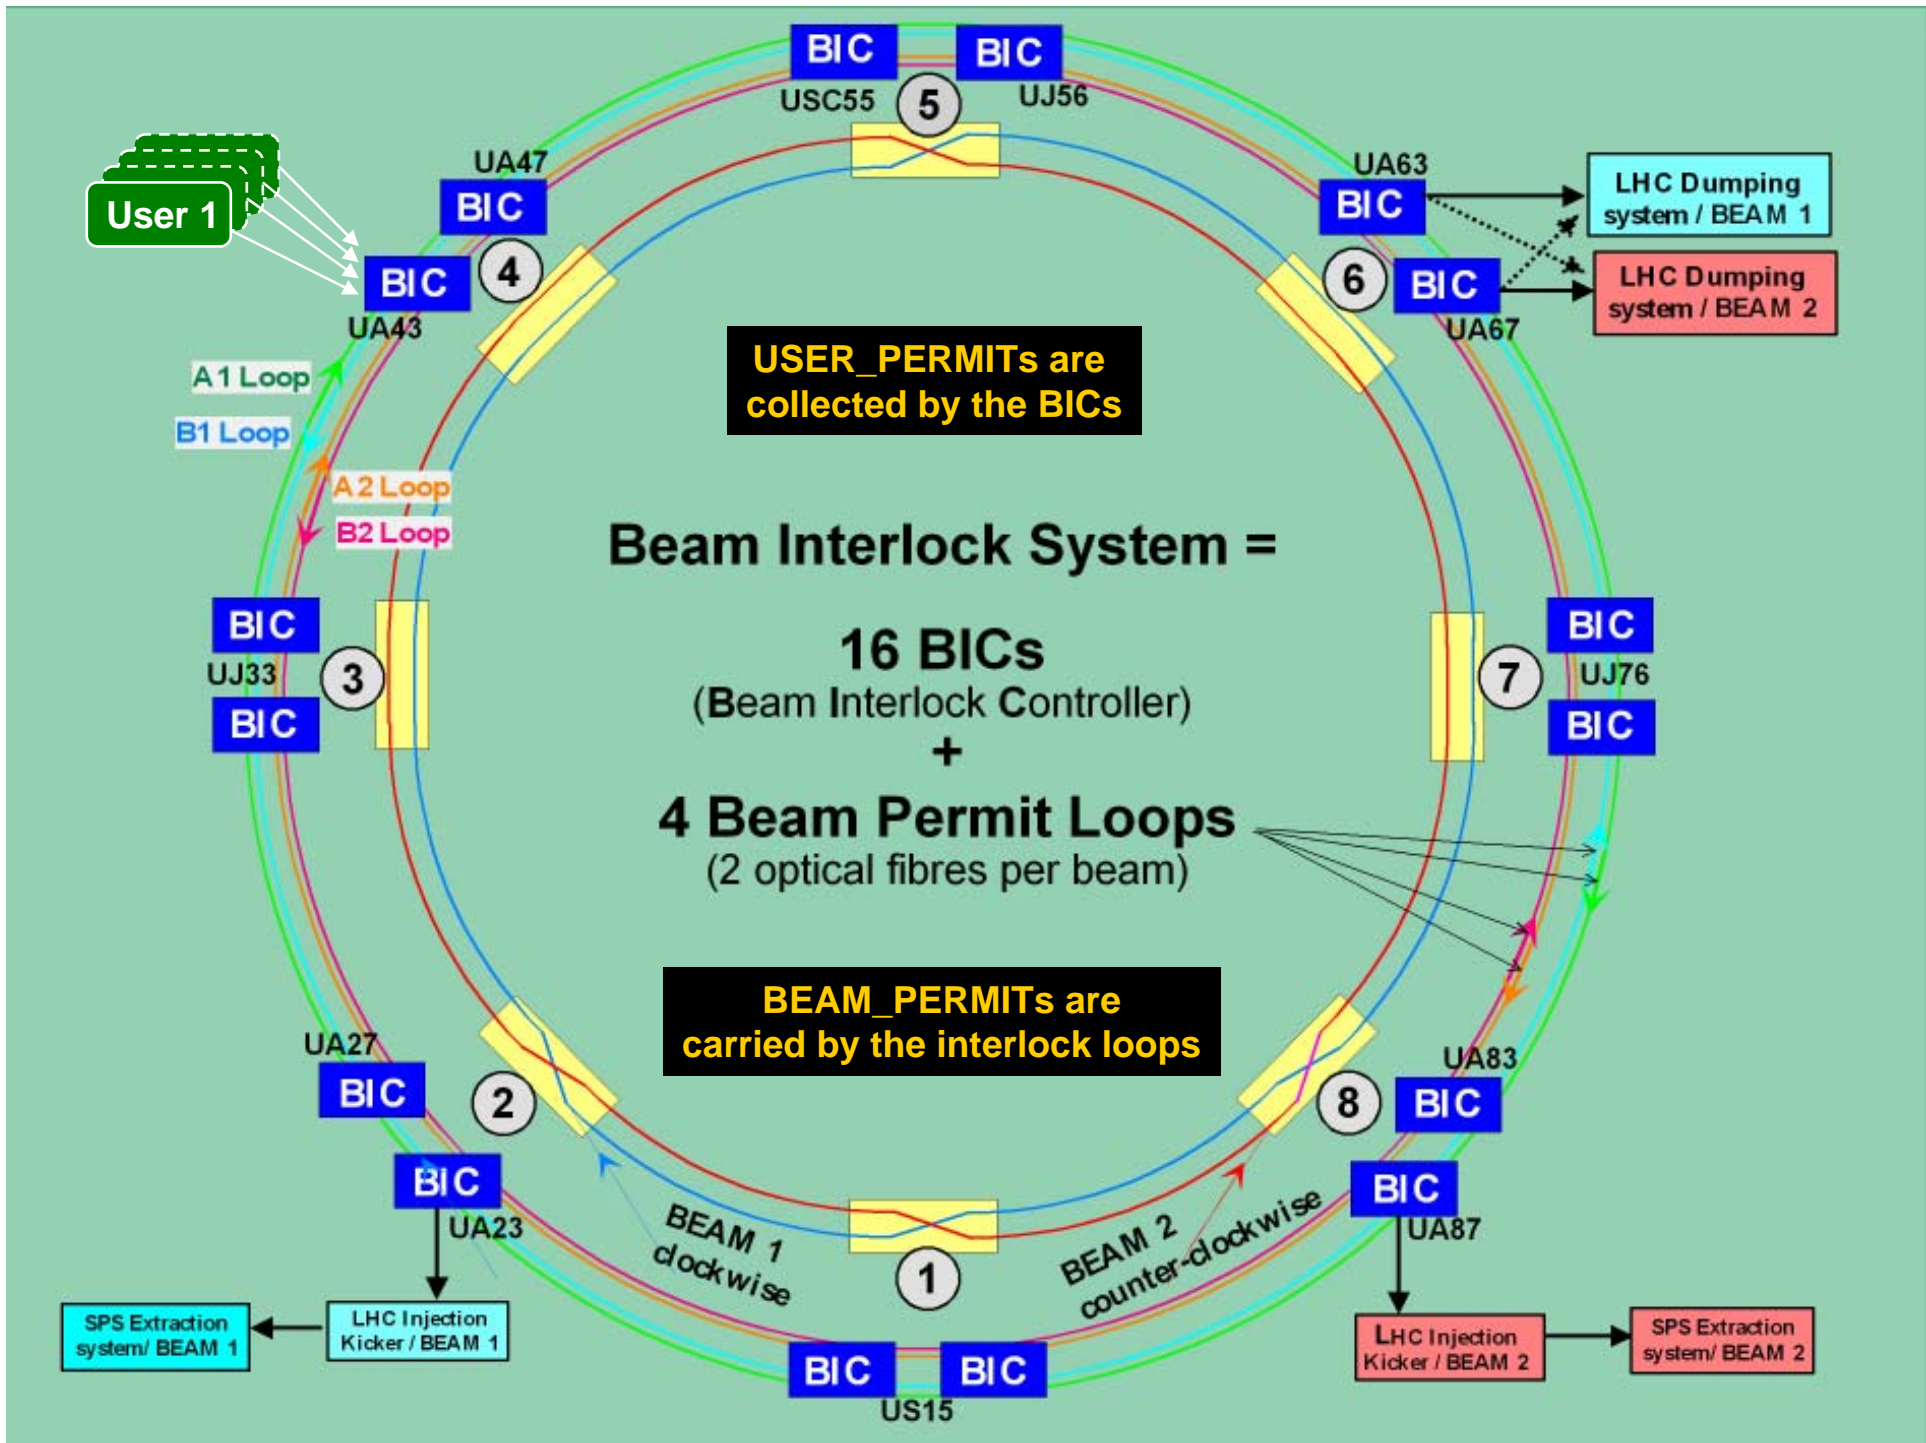 BIC
BIC
USC55
5
UJ56
UA47
BIC
User 1
4
BIC
UA43
UA63
BIC
6
BIC
UA67
LHC Dumping
system / BEAM 1
LHC Dumping
system / BEAM 2
USER_PERMITs are
collected by the BICs
A1 Loop
B1 Loop
A2 Loop
B2 Loop
Beam Interlock System =
16 BICs
(Beam Interlock Controller)
+
4 Beam Permit Loops
(2 optical fibres per beam)
BIC
UJ33
3
BIC
BIC
7
UJ76
BIC
BEAM_PERMITs are
carried by the interlock loops
UA27
BIC
2
BIC
UA23
UA83
8
BIC
BIC
UA87
BEAM 1
clockwise
BEAM 2
counter-clockwise
1
SPS Extraction
system/ BEAM 1
LHC Injection
Kicker / BEAM 1
BIC
BIC
US15
LHC Injection
Kicker / BEAM 2
SPS Extraction
system/ BEAM 2